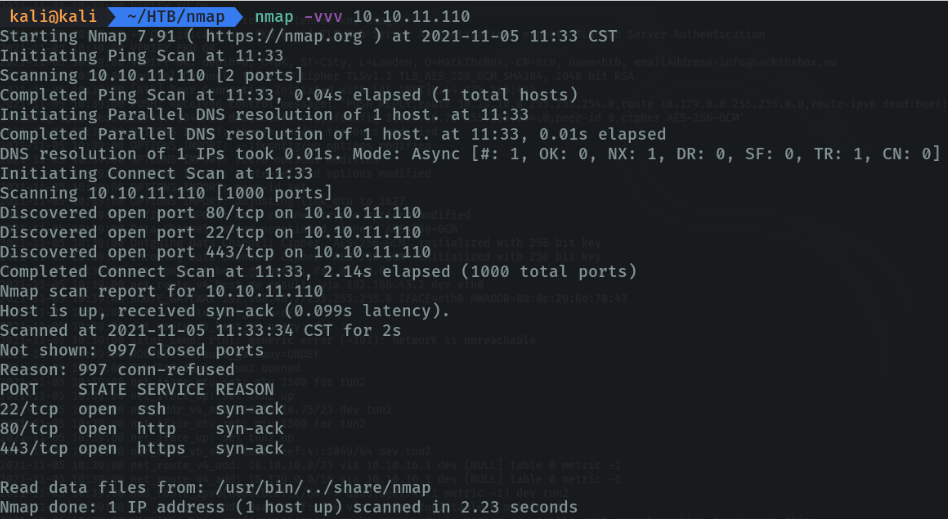 kali@kali ~/HTB/nmap nmap -vvv 10.10.11.110
Starting Nmap 7.91 ( https://nmap.org ) at 2021-11-05 11:33 CST
Initiating Ping Scan at 11:33
Scanning 10.10.11.110 [2 ports]
Completed Ping Scan at 11:33, 0.04s elapsed (1 total hosts)
Initiating Parallel DNS resolution of 1 host. at 11:33
Completed Parallel DNS resolution of 1 host. at 11:33, 0.01s elapsed
DNS resolution of 1 IPs took 0.01s. Mode: Async [#: 1, OK: 0, NX: 1, DR: 0, SF: 0, TR: 1, CN: 0]
Initiating Connect Scan at 11:33
Scanning 10.10.11.110 [1000 ports]
Discovered open port 80/tcp on 10.10.11.110
Discovered open port 22/tcp on 10.10.11.110
Discovered open port 443/tcp on 10.10.11.110
Completed Connect Scan at 11:33, 2.14s elapsed (1000 total ports)
Nmap scan report for 10.10.11.110
Host is up, received syn-ack (0.099s latency).
Scanned at 2021-11-05 11:33:34 CST for 2s
Not shown: 997 closed ports
Reason: 997 conn-refused
PORT    STATE SERVICE REASON
22/tcp  open  ssh     syn-ack
80/tcp  open  http    syn-ack
443/tcp open  https   syn-ack
Read data files from: /usr/bin/../share/nmap
Nmap done: 1 IP address (1 host up) scanned in 2.23 seconds